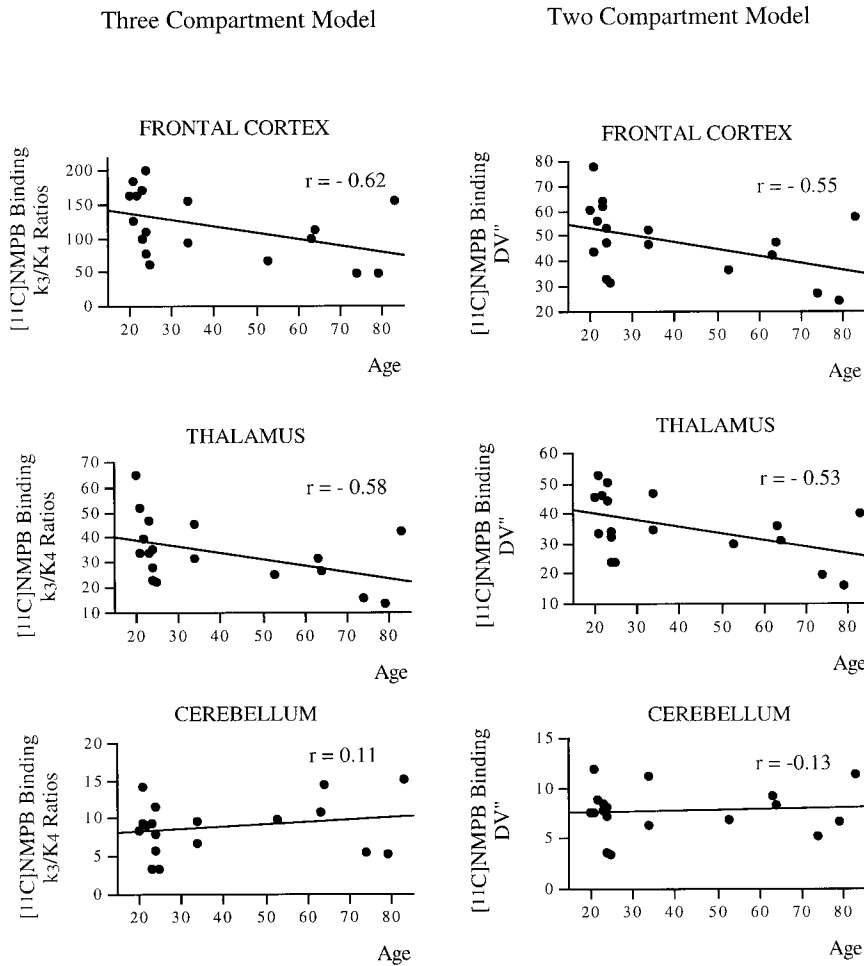 Three Compartment Model
Two Compartment Model
FRONTAL CORTEX
[11C]NMPB Binding
k3/K4 Ratios
200
150
100
50
0
r = - 0.62
20 30 40 50 60 70 80
Age
FRONTAL CORTEX
[11C]NMPB Binding
DV"
80
70
60
50
40
30
20
r = - 0.55
20 30 40 50 60 70 80
Age
THALAMUS
[11C]NMPB Binding
k3/K4 Ratios
70
60
50
40
30
20
10
r = - 0.58
20 30 40 50 60 70 80
Age
THALAMUS
[11C]NMPB Binding
DV"
60
50
40
30
20
10
r = - 0.53
20 30 40 50 60 70 80
Age
CEREBELLUM
[11C]NMPB Binding
k3/K4 Ratios
20
15
10
5
0
r = 0.11
20 30 40 50 60 70 80
Age
CEREBELLUM
[11C]NMPB Binding
DV"
15
10
5
0
r = -0.13
20 30 40 50 60 70 80
Age